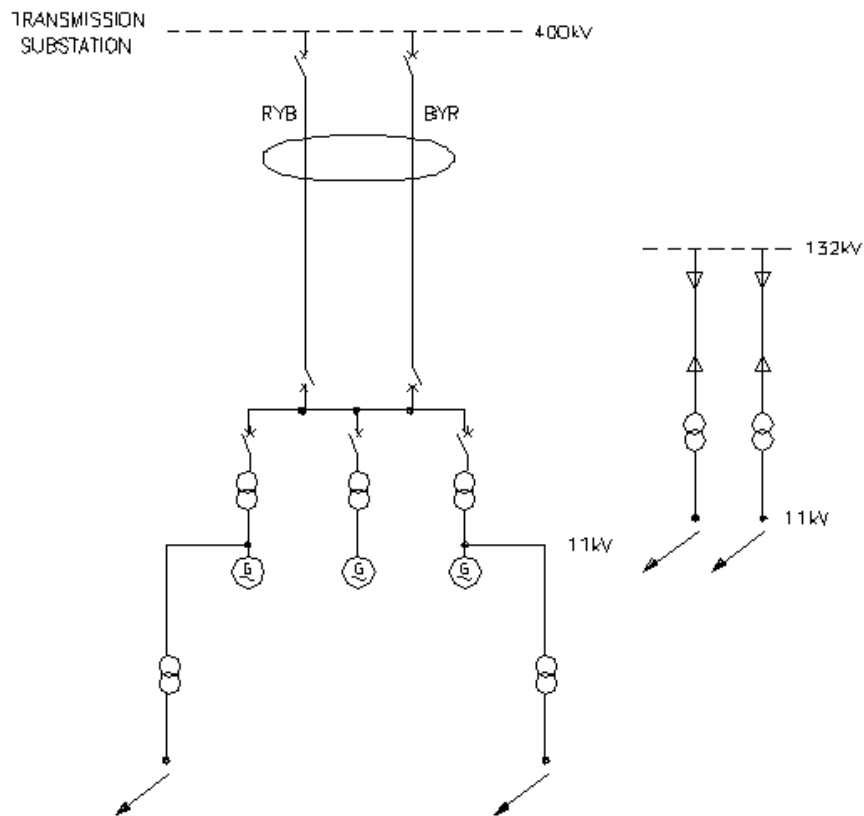 TRANSMISSION
SUBSTATION
400kV
RYB
BYR
132kV
11kV
11kV
G
G
G